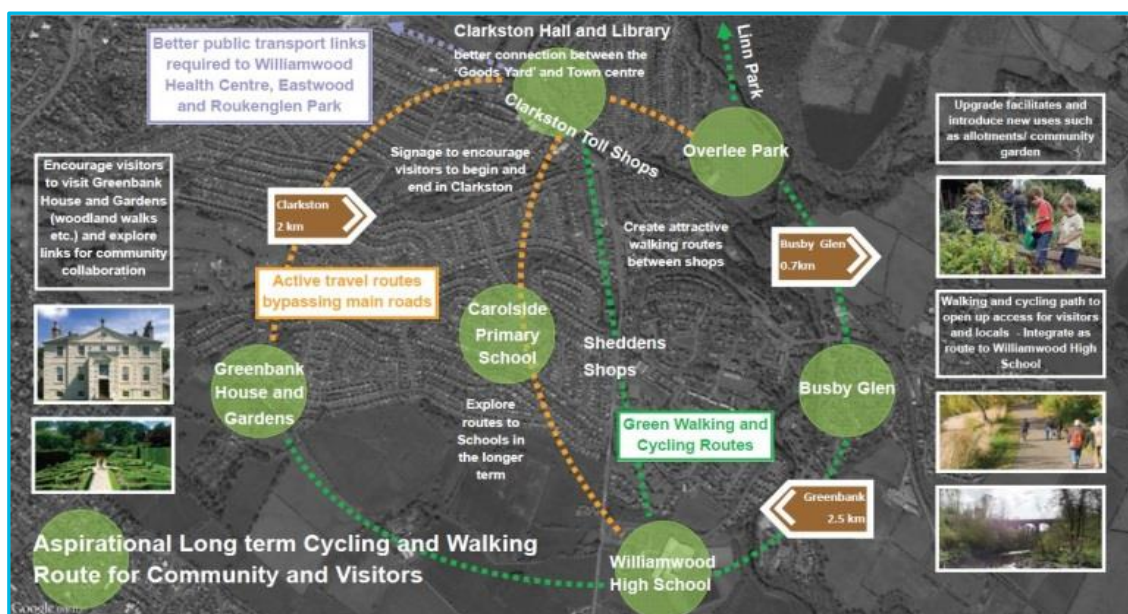 Better public transport links
required to Williamwood
Health Centre, Eastwood
and Roukenglen Park
Clarkston Hall and Library
better connection between the
'Goods Yard' and Town centre
Clarkston Toll Shops
Linn Park
Overlee Park
Upgrade facilitates and
introduce new uses such
as allotments/ community
garden
Encourage visitors
to visit Greenbank
House and Gardens
(woodland walks
etc.) and explore
links for community
collaboration
Signage to encourage
visitors to begin and
end in Clarkston
Clarkston
2 km
Create attractive
walking routes
between shops
Busby Glen
0.7km
Active travel routes
bypassing main roads
Carolside
Primary
School
Sheddens
Shops
Walking and cycling path to
open up access for visitors
and locals - Integrate as
route to Williamwood High
School
Greenbank
House and
Gardens
Busby Glen
Explore
routes to
Schools in
the longer
term
Green Walking and
Cycling Routes
Greenbank
2.5 km
Aspirational Long term Cycling and Walking
Route for Community and Visitors
Williamwood
High School
Google